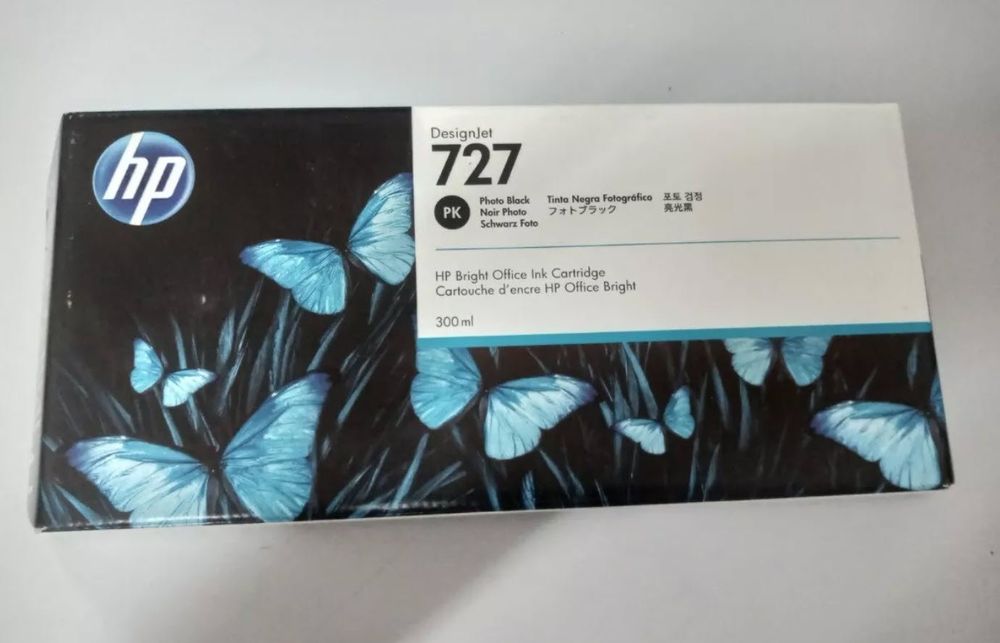 hp
DesignJet
727
PK
Photo Black
Noir Photo
Schwarz Foto
Tinta Negra Fotográfico
フォトブラック
포토 검정
亮光黑
HP Bright Office Ink Cartridge
Cartouche d'encre HP Office Bright
300 ml